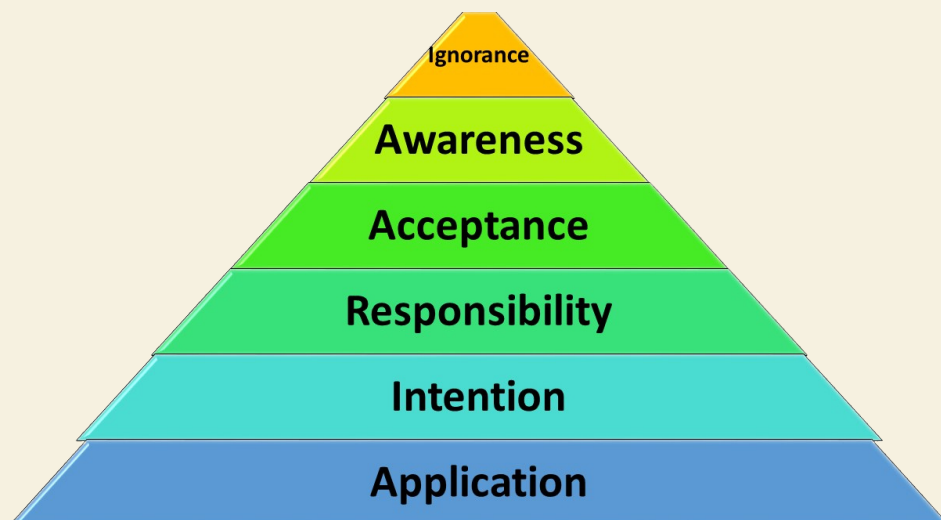 Ignorance
Awareness
Acceptance
Responsibility
Intention
Application